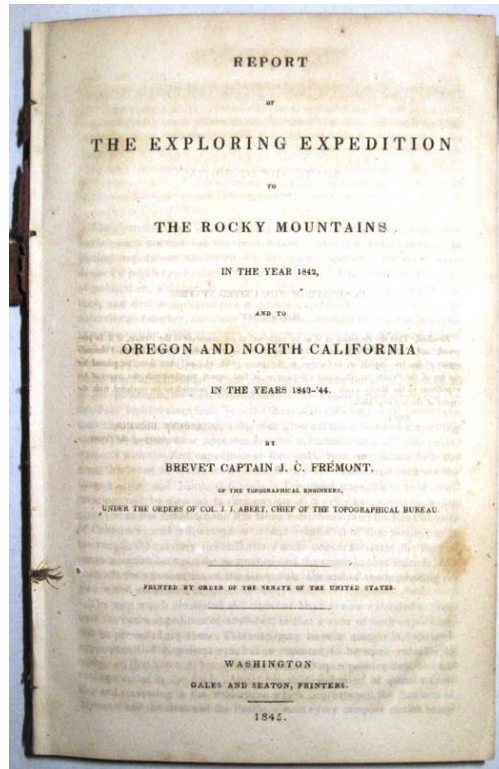 REPORT
OF
THE EXPLORING EXPEDITION
TO
THE ROCKY MOUNTAINS
IN THE YEAR 1842,
AND TO
OREGON AND NORTH CALIFORNIA
IN THE YEARS 1843-'44.
BY
BREVET CAPTAIN J. C. FRÉMONT,
OF THE TOPOGRAPHICAL ENGINEERS,
UNDER THE ORDERS OF COL. J. J. ABERT, CHIEF OF THE TOPOGRAPHICAL BUREAU.
PRINTED BY ORDER OF THE SENATE OF THE UNITED STATES.
WASHINGTON:
GALES AND SEATON, PRINTERS.
1845.